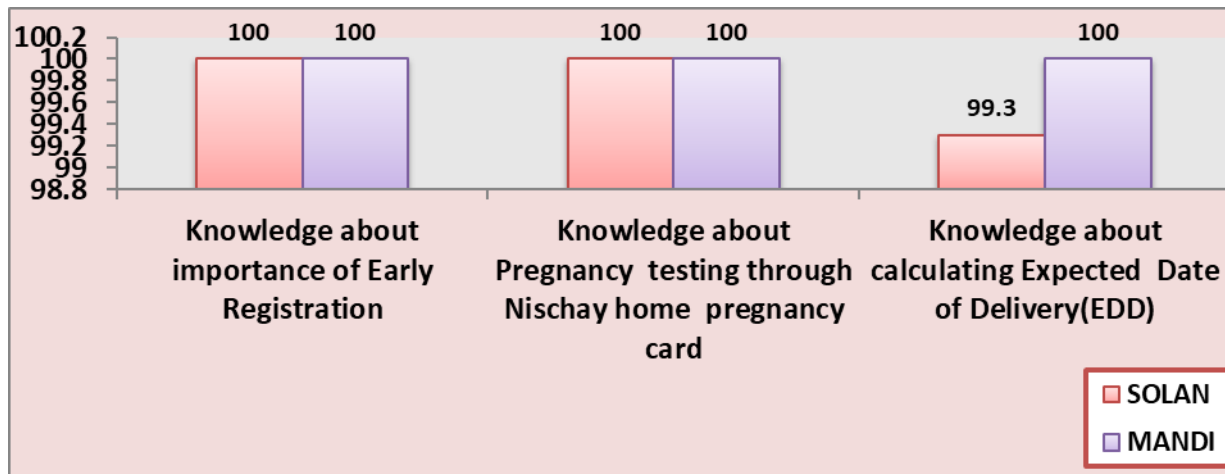 100.2
100
99.8
99.6
99.4
99.2
99
98.8
100 100
100 100
99.3 100
Knowledge about
importance of Early
Registration
Knowledge about
Pregnancy testing through
Nischay home pregnancy
card
Knowledge about
calculating Expected Date
of Delivery(EDD)
SOLAN
MANDI